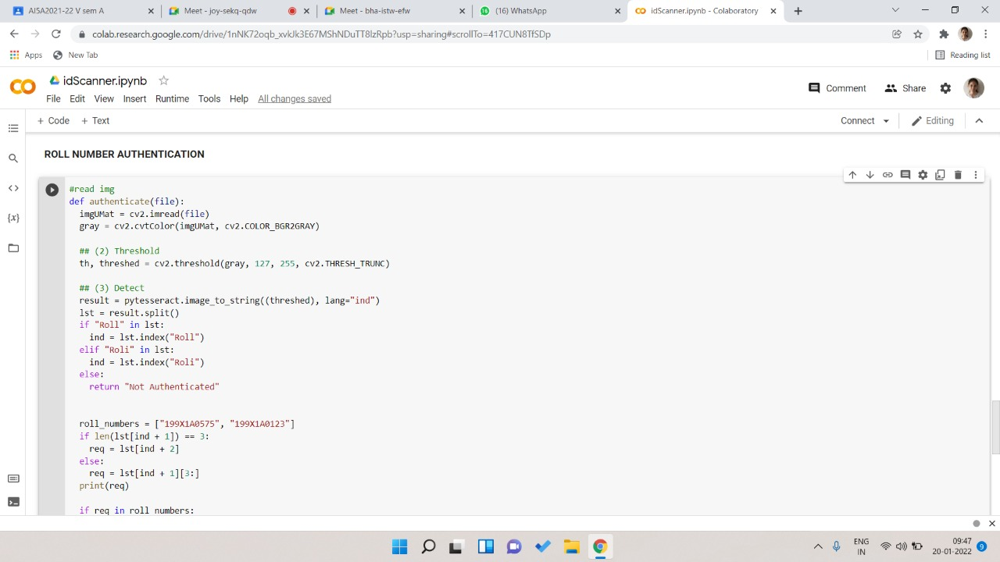 AI5A2021-22 V sem
Meet - joy-sekq-qdw
Meet - bha-istw-efw
(16) WhatsApp
idScanner.ipynb - Colaboratory
colab.research.google.com/drive/1nNK72oqb_xvkJk3E67MShNDuTT8lzRpb?usp=sharing#scrollTo=417CUN8TfSDp
Apps
New Tab
Reading list
idScanner.ipynb
Comment
Share
File Edit View Insert Runtime Tools Help All changes saved
+ Code + Text
Connect
Editing
ROLL NUMBER AUTHENTICATION
#read img
def authenticate(file):
imgUMat = cv2.imread(file)
gray = cv2.cvtColor(imgUMat, cv2.COLOR_BGR2GRAY)
## (2) Threshold
th, threshed = cv2.threshold(gray, 127, 255, cv2.THRESH_TRUNC)
## (3) Detect
result = pytesseract.image_to_string((threshed), lang="ind")
lst = result.split()
if "Roll" in lst:
ind = lst.index("Roll")
elif "Roli" in lst:
ind = lst.index("Roli")
else:
return "Not Authenticated"
roll_numbers = ["199X1A0575", "199X1A0123"]
if len(lst[ind + 1]) == 3:
req = lst[ind + 2]
else:
req = lst[ind + 1][3:]
print(req)
if req in roll_numbers:
ENG
IN
09:47
20-01-2022
9